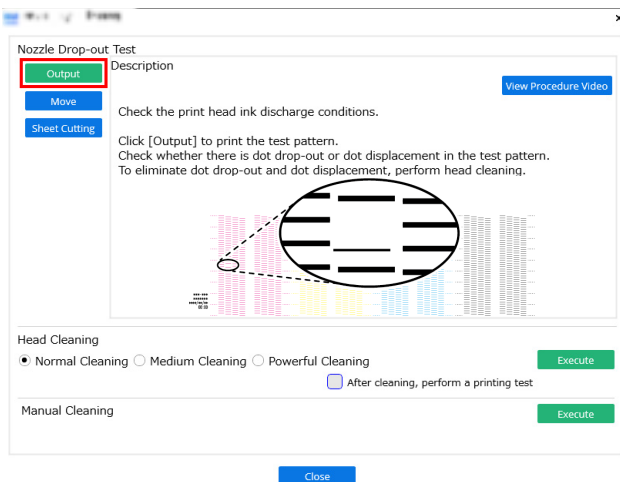 Nozzle Drop-out Test
Output
Description
View Procedure Video
Move
Check the print head ink discharge conditions.
Sheet Cutting
Click [Output] to print the test pattern.
Check whether there is dot drop-out or dot displacement in the test pattern.
To eliminate dot drop-out and dot displacement, perform head cleaning.
Head Cleaning
Normal Cleaning Medium Cleaning Powerful Cleaning
Execute
After cleaning, perform a printing test
Manual Cleaning
Execute
Close